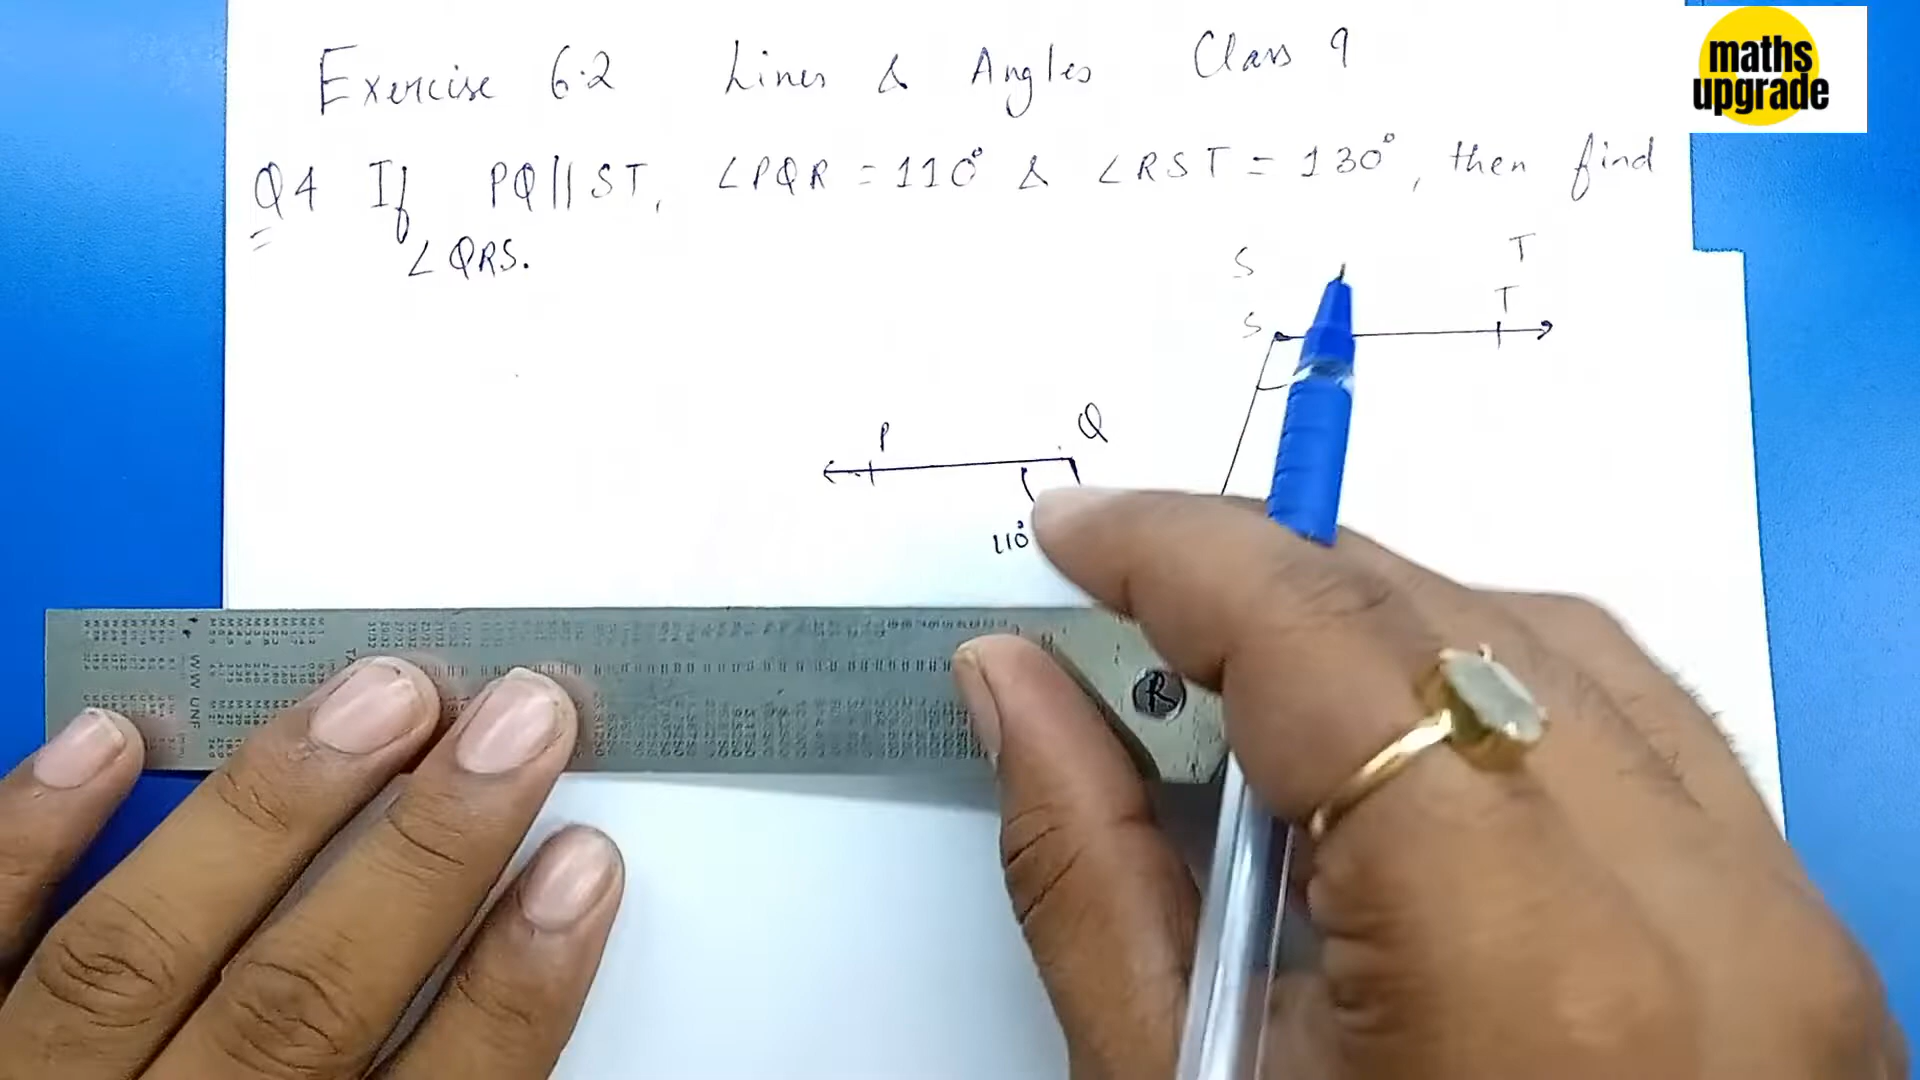 maths
upgrade
Exercise 6.2 Lines & Angles Class 9
Q4 If PQ || ST, ∠PQR = 110° & ∠RST = 130°, then find
∠QRS.
S T
S T
P Q
110°
R